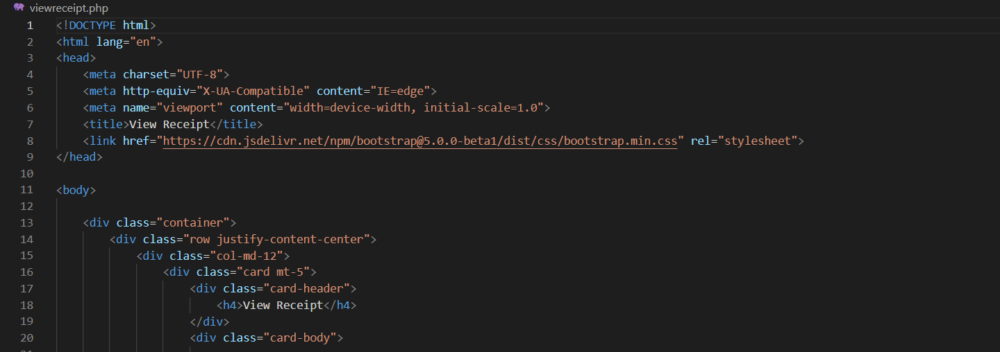 viewreceipt.php
1 <!DOCTYPE html>
2 <html lang="en">
3 <head>
4 <meta charset="UTF-8">
5 <meta http-equiv="X-UA-Compatible" content="IE=edge">
6 <meta name="viewport" content="width=device-width, initial-scale=1.0">
7 <title>View Receipt</title>
8 <link href="https://cdn.jsdelivr.net/npm/bootstrap@5.0.0-beta1/dist/css/bootstrap.min.css" rel="stylesheet">
9 </head>
10
11 <body>
12
13 <div class="container">
14 <div class="row justify-content-center">
15 <div class="col-md-12">
16 <div class="card mt-5">
17 <div class="card-header">
18 <h4>View Receipt</h4>
19 </div>
20 <div class="card-body">